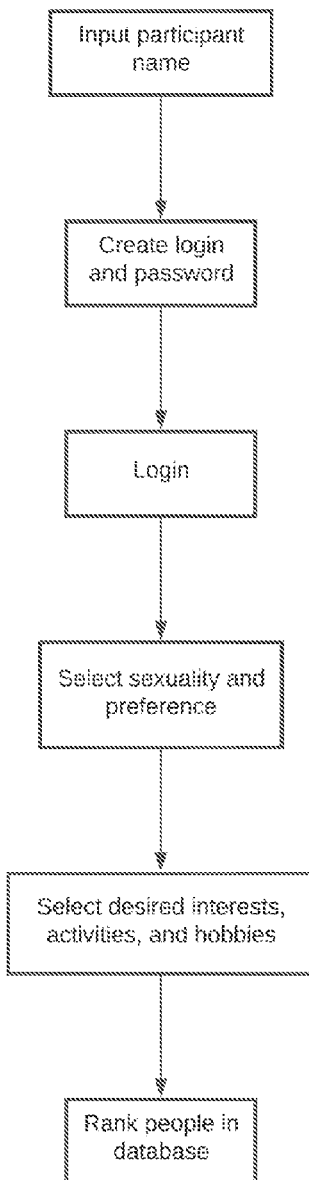 Input participant
name
Create login
and password
Login
Select sexuality and
preference
Select desired interests,
activities, and hobbies
Rank people in
database